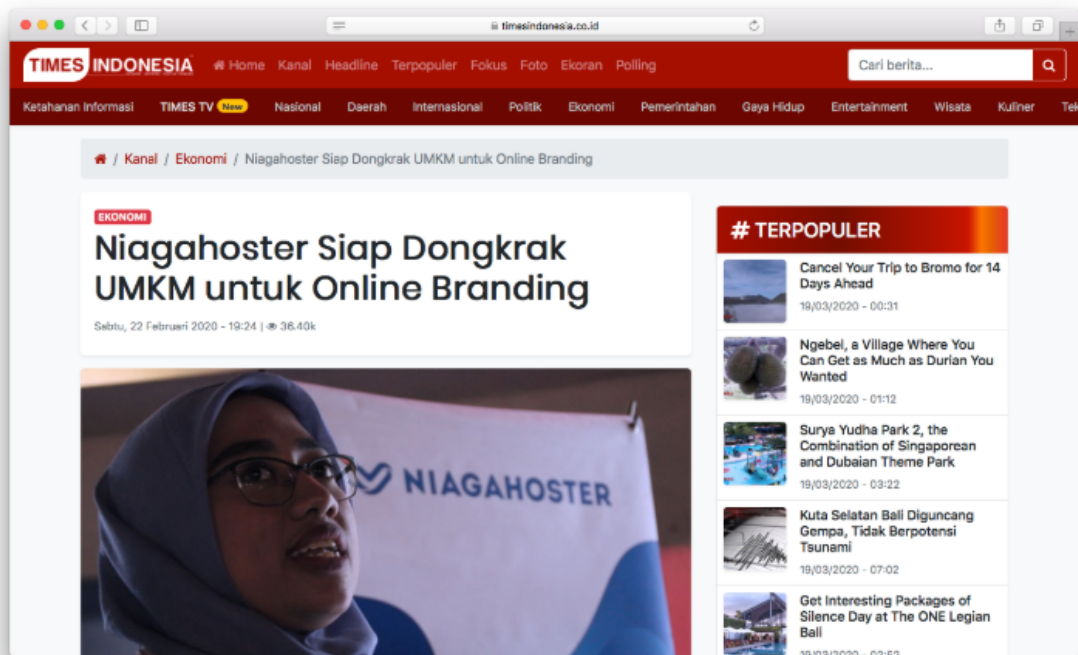 timesindonesia.co.id
TIMES INDONESIA
Home Kanal Headline Terpopuler Fokus Foto Ekoran Polling
Cari berita...
Ketahanan Informasi TIMES TV New Nasional Daerah Internasional Politik Ekonomi Pemerintahan Gaya Hidup Entertainment Wisata Kuliner Tek
/ Kanal / Ekonomi / Niagahoster Siap Dongkrak UMKM untuk Online Branding
EKONOMI
Niagahoster Siap Dongkrak
UMKM untuk Online Branding
Sabtu, 22 Februari 2020 - 19:24 | 36.40k
NIAGAHOSTER
# TERPOPULER
Cancel Your Trip to Bromo for 14
Days Ahead
19/03/2020 - 00:31
Ngebel, a Village Where You
Can Get as Much as Durian You
Wanted
19/03/2020 - 01:12
Surya Yudha Park 2, the
Combination of Singaporean
and Dubaian Theme Park
19/03/2020 - 03:22
Kuta Selatan Bali Diguncang
Gempa, Tidak Berpotensi
Tsunami
19/03/2020 - 07:02
Get Interesting Packages of
Silence Day at The ONE Legian
Bali